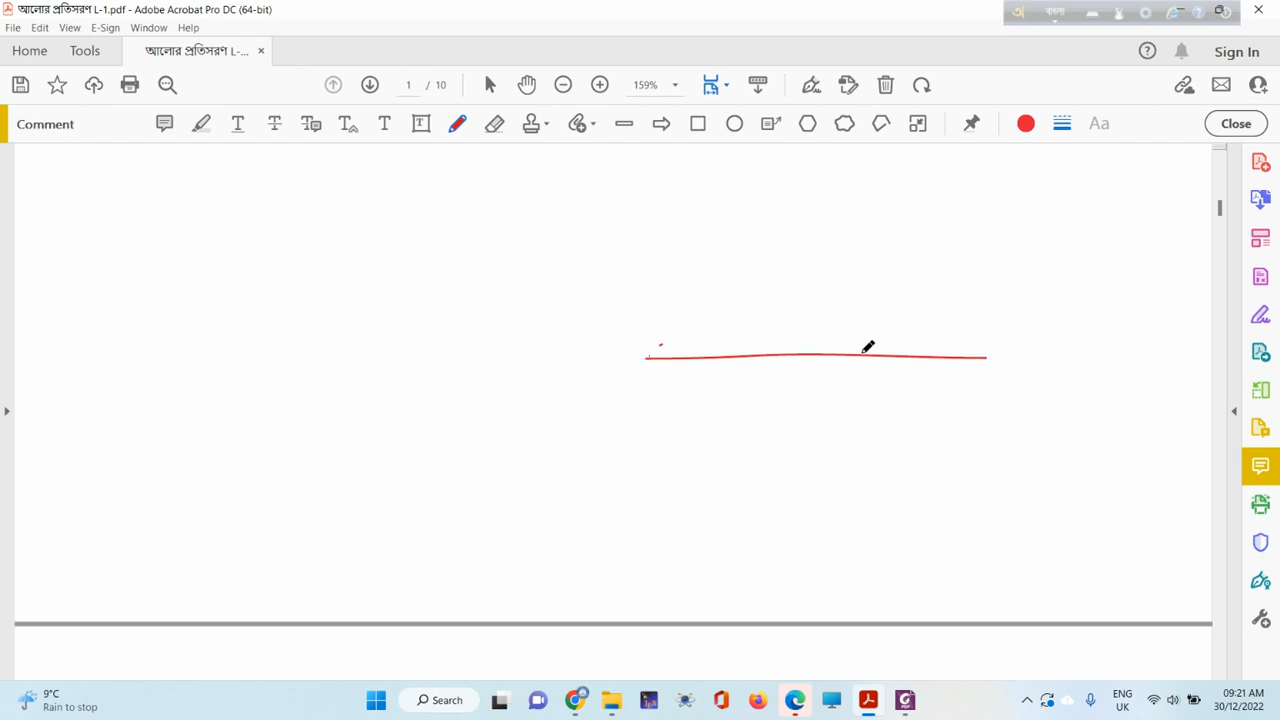 আলোর প্রতিসরণ L-1.pdf - Adobe Acrobat Pro DC (64-bit)
বাংলা
File Edit View E-Sign Window Help
Home Tools আলোর প্রতিসরণ L-... × Sign In
1 / 10 159%
Comment Aa Close
9°C
Rain to stop
Search
ENG
UK
09:21 AM
30/12/2022